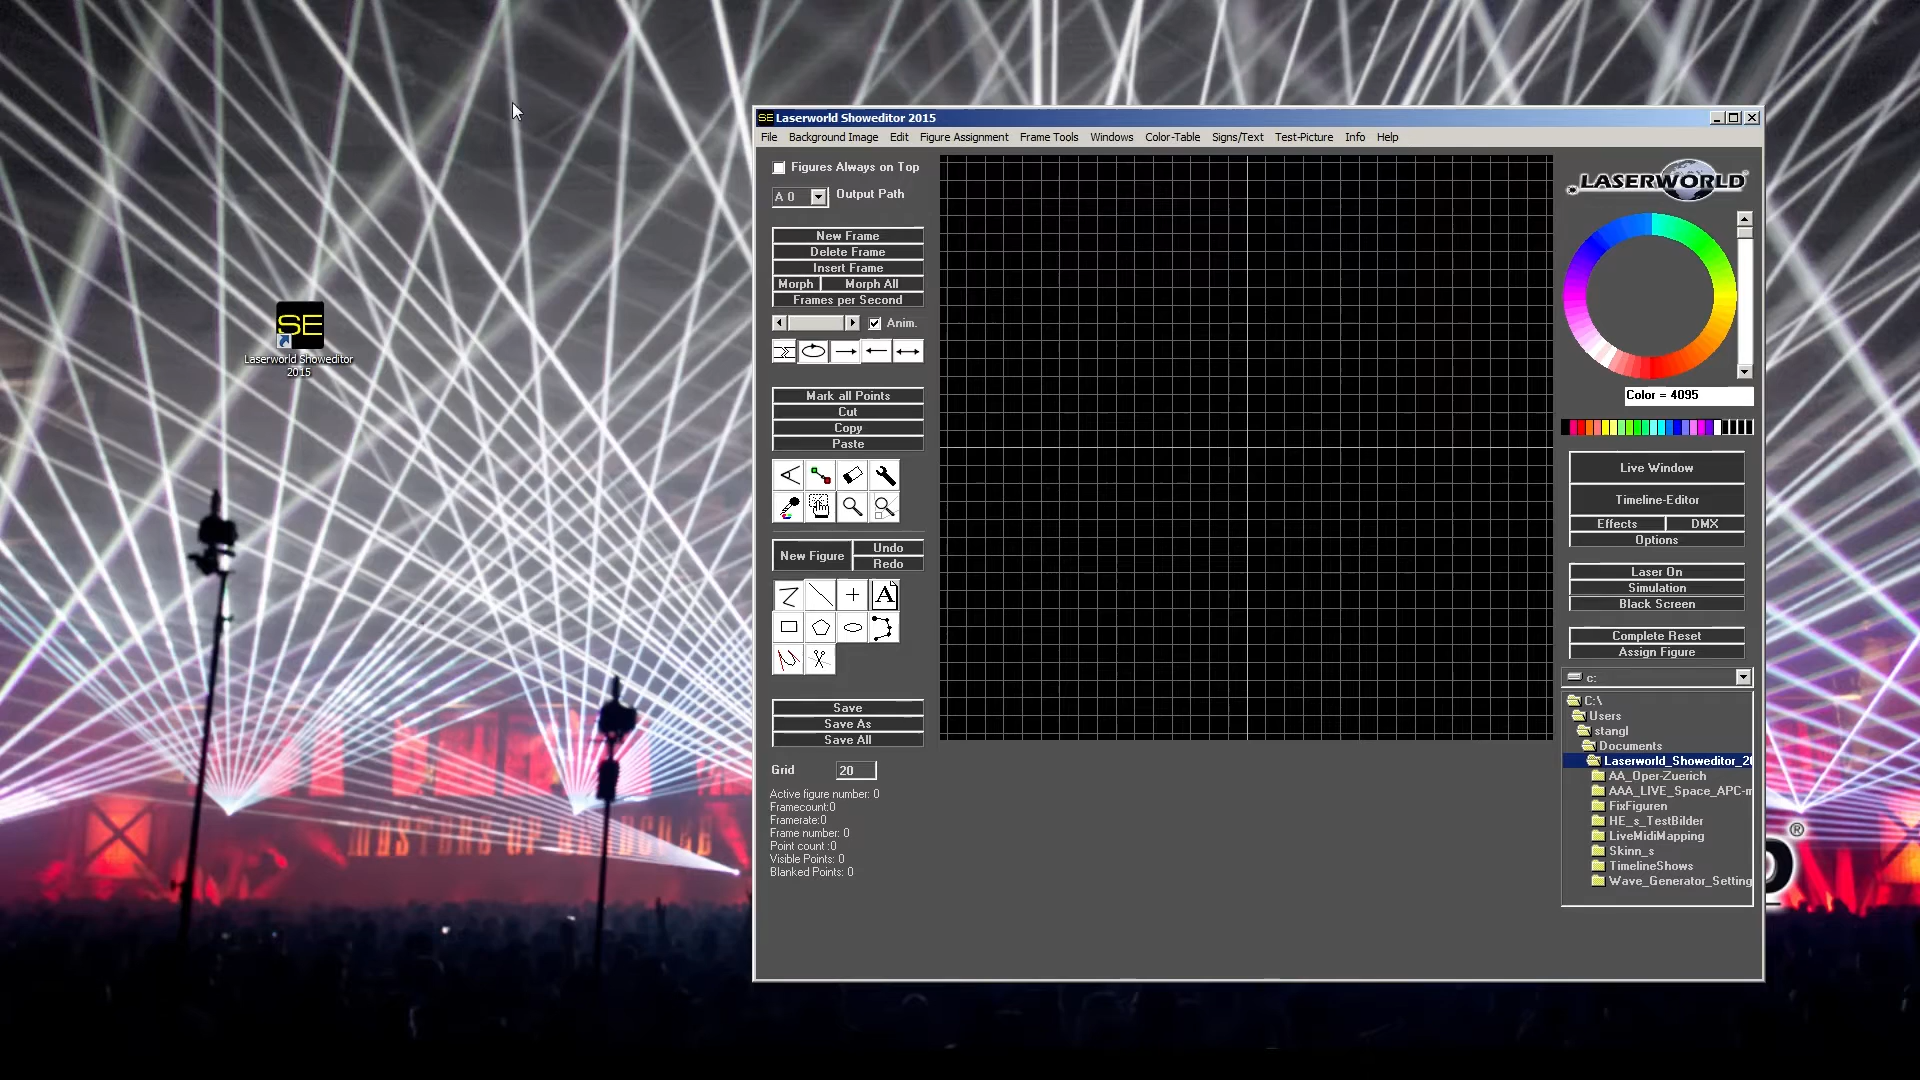 SE
Laserworld Showeditor
2015
SE Laserworld Showeditor 2015
File Background Image Edit Figure Assignment Frame Tools Windows Color-Table Signs/Text Test-Picture Info Help
Figures Always on Top
A 0 Output Path
New Frame
Delete Frame
Insert Frame
Morph Morph All
Frames per Second
Anim.
Mark all Points
Cut
Copy
Paste
New Figure
Undo
Redo
A
Save
Save As
Save All
Grid 20
Active figure number: 0
Framecount:0
Framerate:0
Frame number: 0
Point count :0
Visible Points: 0
Blanked Points: 0
LASERWORLD
Color = 4095
Live Window
Timeline-Editor
Effects DMX
Options
Laser On
Simulation
Black Screen
Complete Reset
Assign Figure
c:
C:\
Users
stangl
Documents
Laserworld_Showeditor_20
AA_Oper-Zuerich
AAA_LIVE_Space_APC-m
FixFiguren
HE_s_TestBilder
LiveMidiMapping
Skinn_s
TimelineShows
Wave_Generator_Setting
MASTERS OF HARDCORE
®